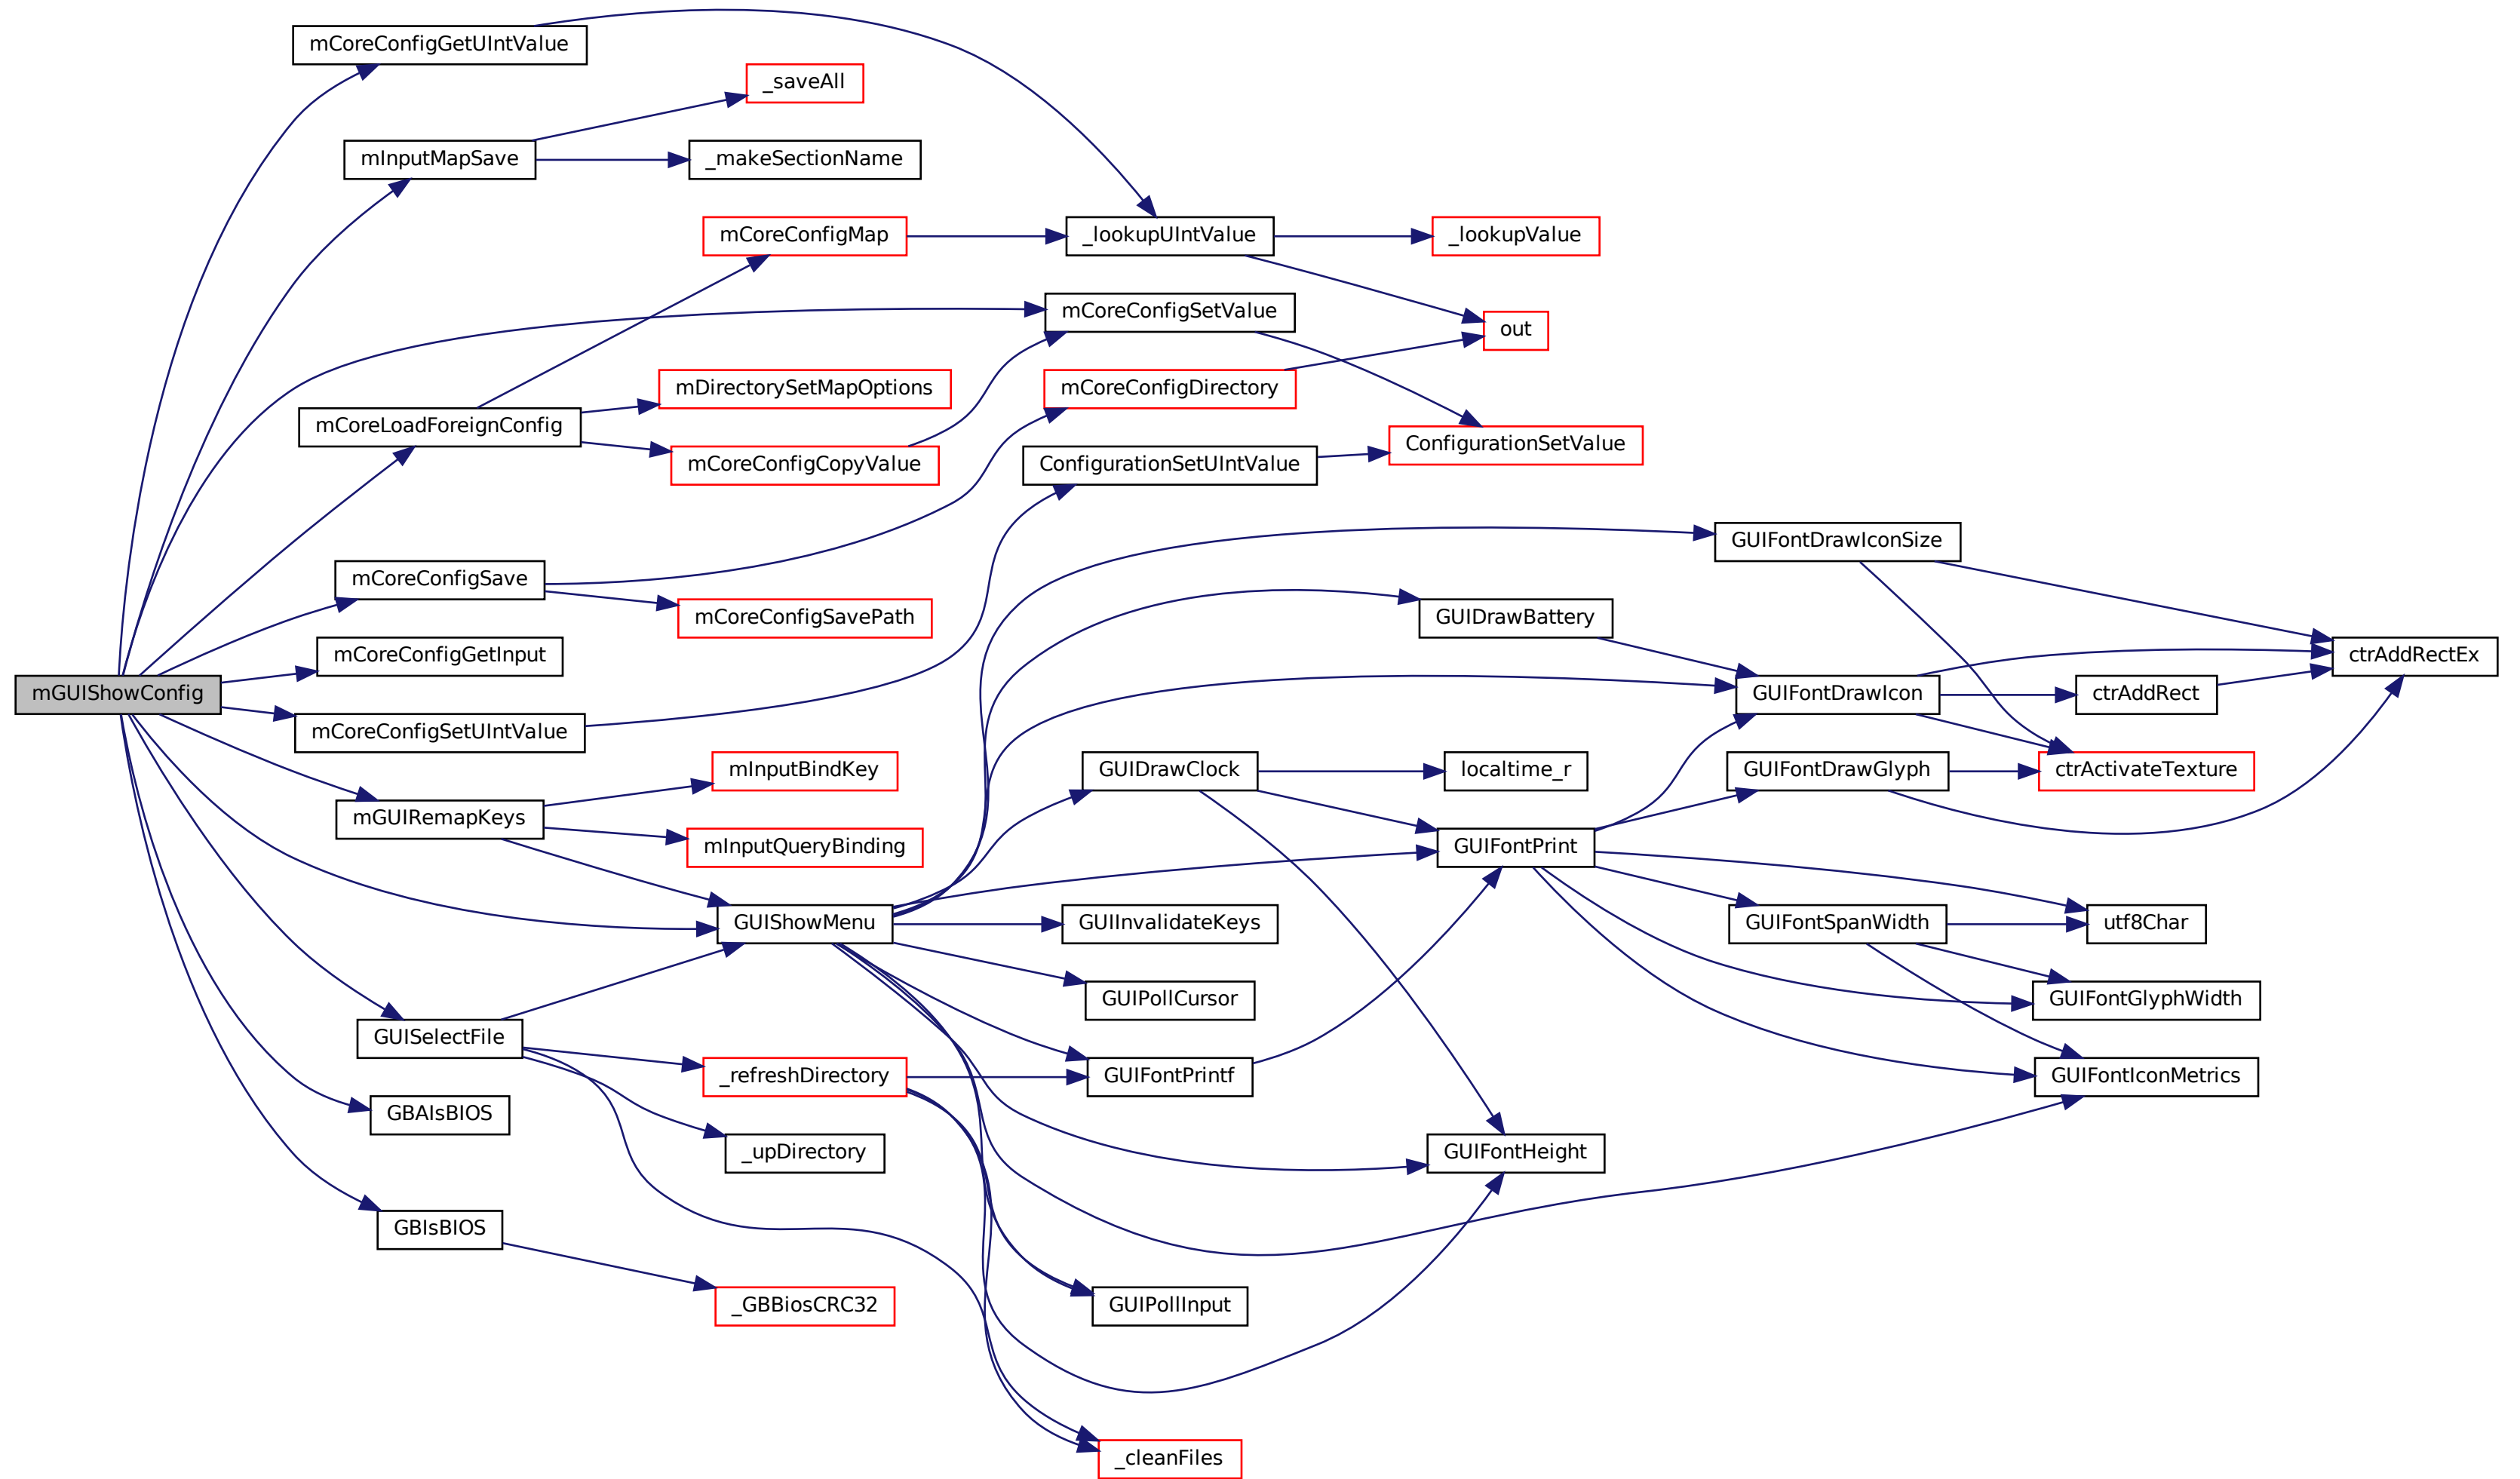 mCoreConfigGetUIntValue
_saveAll
mInputMapSave
_makeSectionName
mCoreConfigMap
_lookupUIntValue
_lookupValue
mCoreConfigSetValue
out
mDirectorySetMapOptions
mCoreConfigDirectory
mCoreLoadForeignConfig
ConfigurationSetValue
mCoreConfigCopyValue
ConfigurationSetUIntValue
GUIFontDrawIconSize
mCoreConfigSave
mCoreConfigSavePath
GUIDrawBattery
mCoreConfigGetInput
ctrAddRectEx
mGUIShowConfig
GUIFontDrawIcon
ctrAddRect
mCoreConfigSetUIntValue
mInputBindKey
GUIDrawClock
localtime_r
GUIFontDrawGlyph
ctrActivateTexture
mGUIRemapKeys
mInputQueryBinding
GUIFontPrint
GUIShowMenu
GUIInvalidateKeys
GUIFontSpanWidth
utf8Char
GUIPollCursor
GUIFontGlyphWidth
GUISelectFile
_refreshDirectory
GUIFontPrintf
GUIFontIconMetrics
GBAIsBIOS
_upDirectory
GUIFontHeight
GBIsBIOS
_GBBiosCRC32
GUIPollInput
_cleanFiles